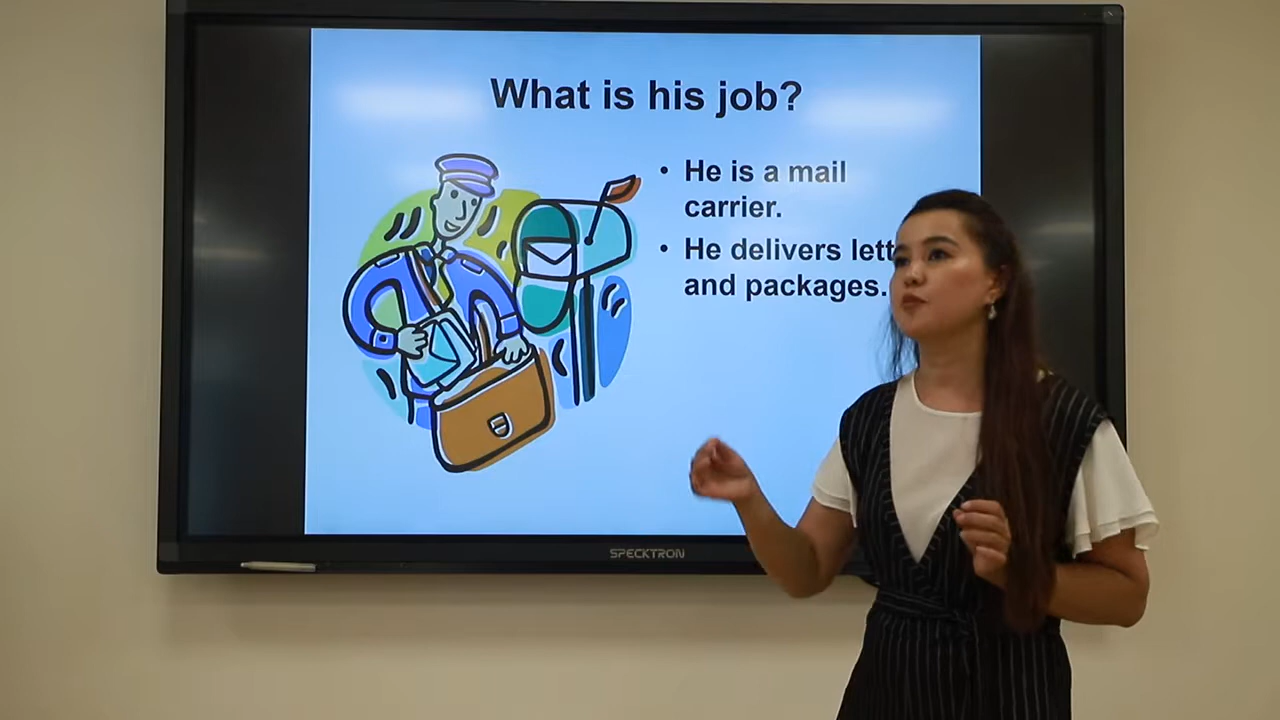 What is his job?
• He is a mail
carrier.
• He delivers
and packages.
SPECKTRON